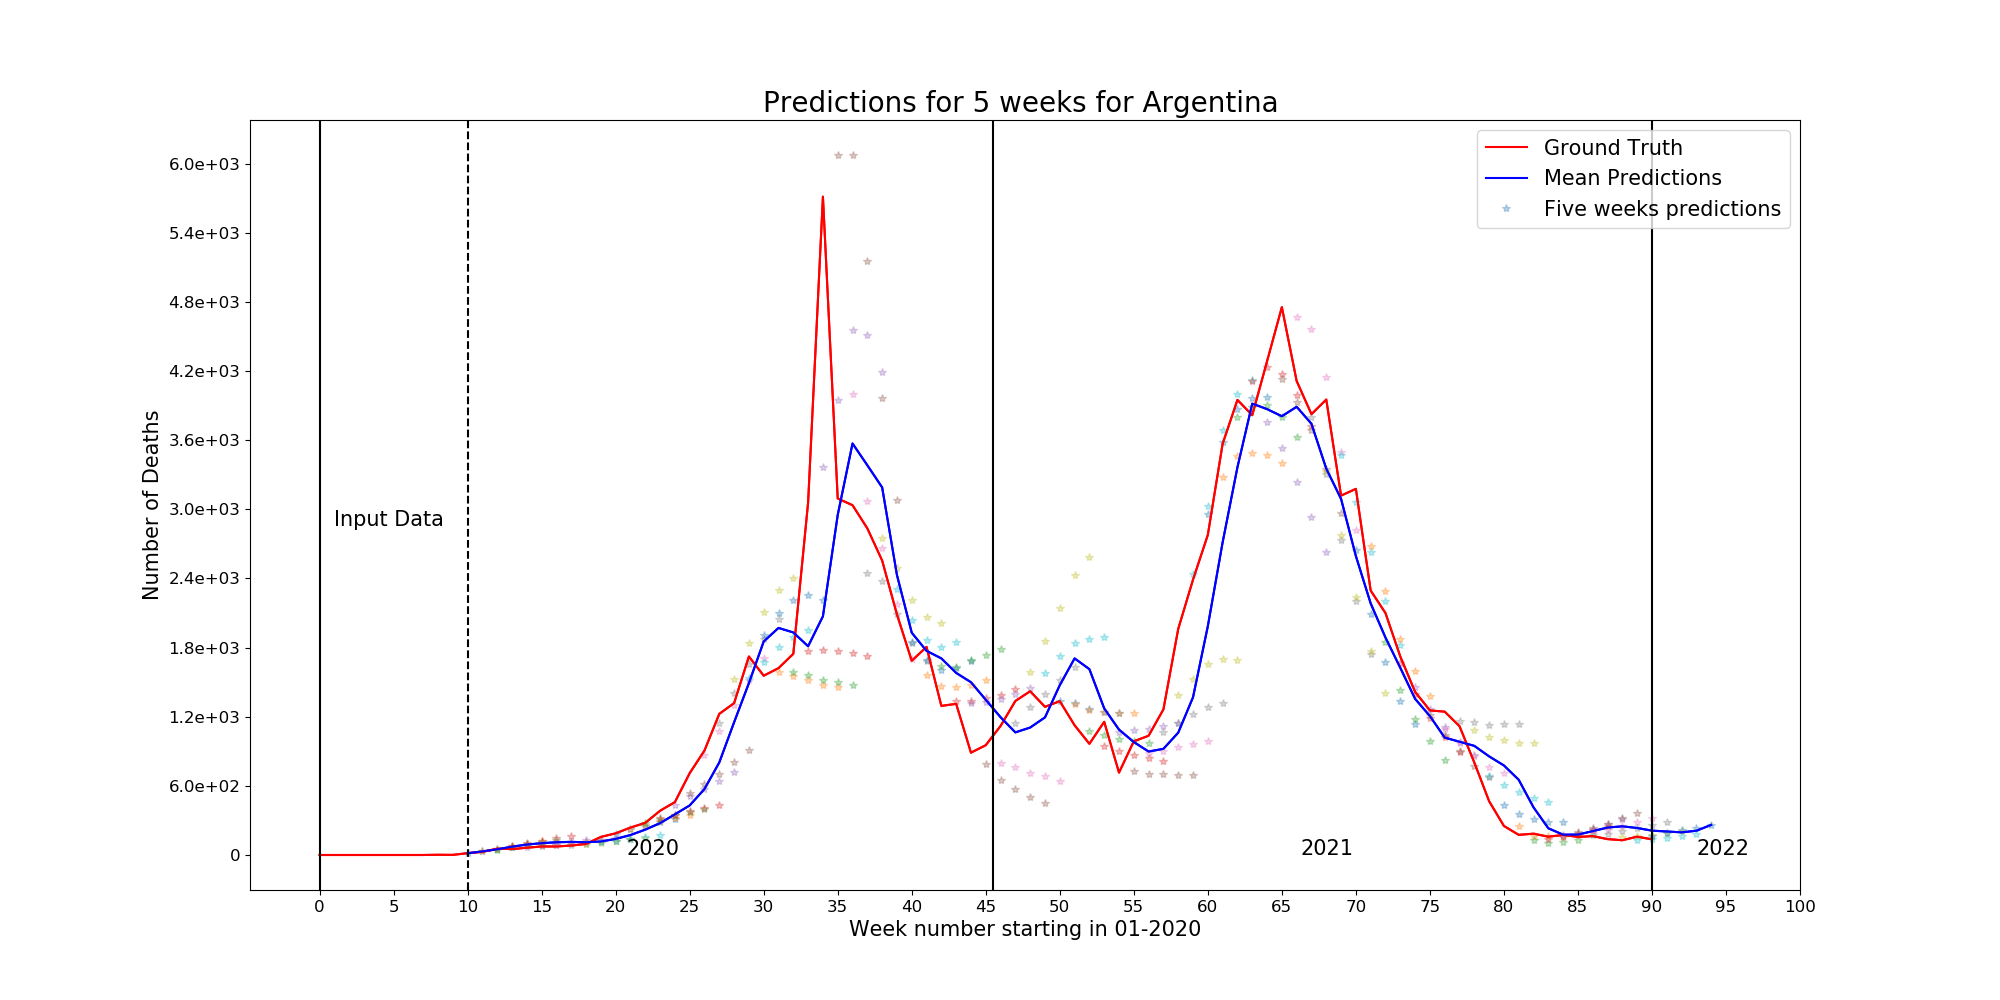 Predictions for 5 weeks for Argentina
Ground Truth
Mean Predictions
Five weeks predictions
Number of Deaths
6.0e+03
5.4e+03
4.8e+03
4.2e+03
3.6e+03
3.0e+03
2.4e+03
1.8e+03
1.2e+03
6.0e+02
0
Input Data
2020
2021
2022
0 5 10 15 20 25 30 35 40 45 50 55 60 65 70 75 80 85 90 95 100
Week number starting in 01-2020